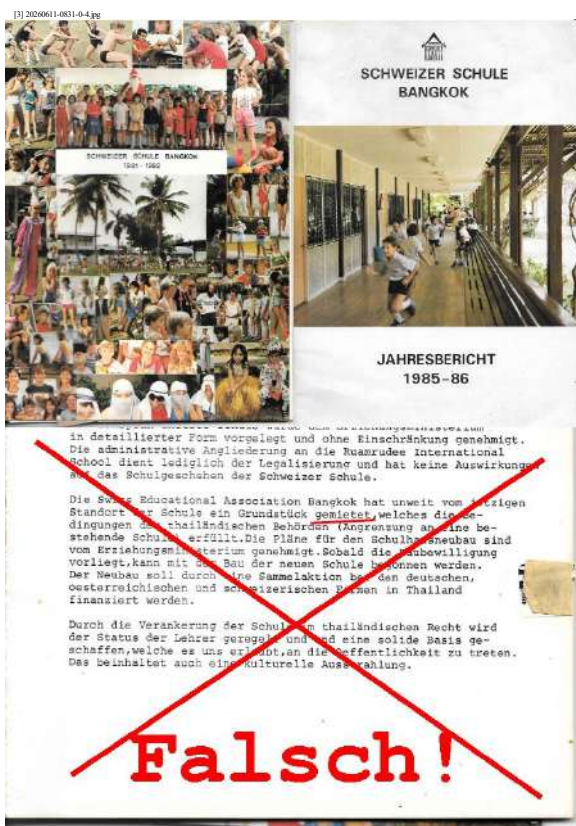 [3] 20260611-0831-0-4.jpg
SCHWEIZER SCHULE
BANGKOK
SCHWEIZER SCHULE BANGKOK
JAHRESBERICHT
1985-86
in detaillierter Form vorgelegt und ohne Einschränkung genehmigt.
Die administrative Angliederung an die Ruamrudee International
School dient lediglich der Legalisierung und hat keine Auswirkungen
auf das Schulgeschehen der Schweizer Schule.
Die Swiss Educational Association Bangkok hat unweit vom jetzigen
Standort der Schule ein Grundstück gemietet,welches die Be-
dingungen der thailändischen Behörden (Angrenzung an eine be-
stehende Schule) erfüllt.Die Pläne für den Schulhausneubau sind
vom Erziehungsministerium genehmigt.Sobald die Baubewilligung
vorliegt,kann mit dem Bau der neuen Schule begonnen werden.
Der Neubau soll durch eine Sammelaktion bei den deutschen,
oesterreichischen und schweizerischen Firmen in Thailand
finanziert werden.
Durch die Verankerung der Schule im thailändischen Recht wird
der Status der Lehrer geregelt und und eine solide Basis ge-
schaffen,welche es uns erlaubt,an die Oeffentlichkeit zu treten.
Das beinhaltet auch eine kulturelle Ausstrahlung.
Falsch!